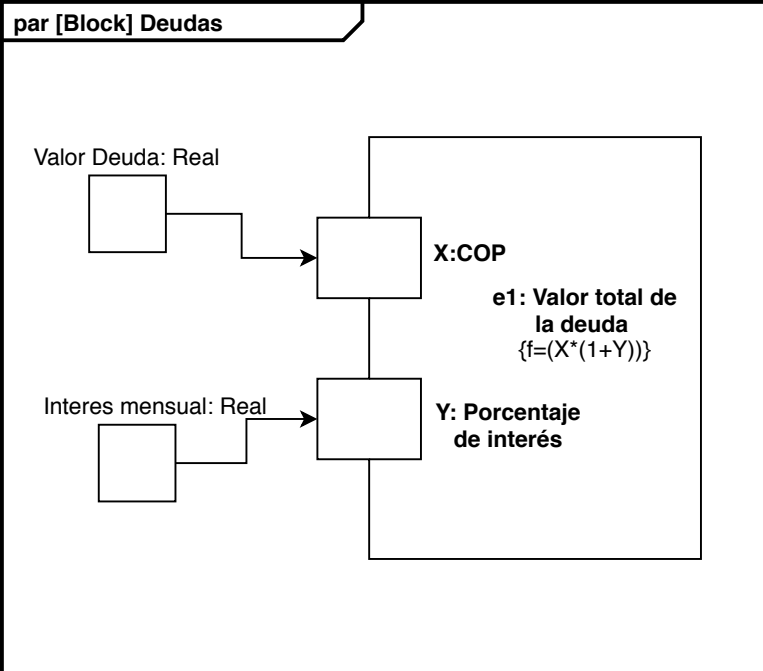 par [Block] Deudas
Valor Deuda: Real
X:COP
e1: Valor total de
la deuda
{f=(X*(1+Y))}
Interes mensual: Real
Y: Porcentaje
de interés